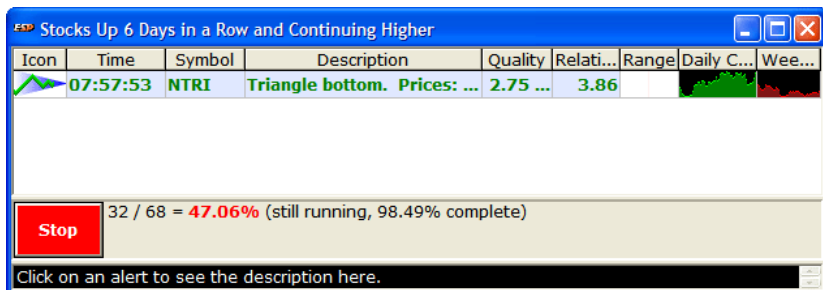 Stocks Up 6 Days in a Row and Continuing Higher
Icon Time Symbol Description Quality Relati... Range Daily C... Wee...
07:57:53 NTRI Triangle bottom. Prices: ... 2.75 ... 3.86
32 / 68 = 47.06% (still running, 98.49% complete)
Stop
Click on an alert to see the description here.